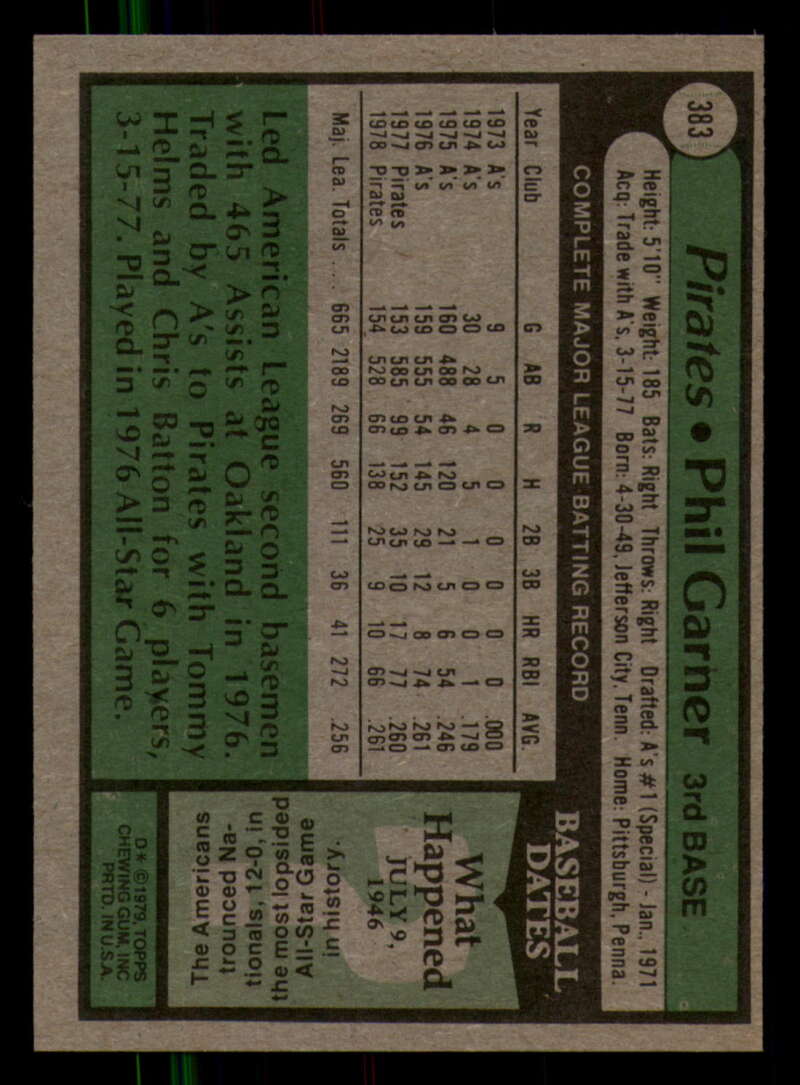 383
Pirates • Phil Garner 3rd BASE
Height: 5'10" Weight: 185 Bats: Right Throws: Right Drafted: A's #1 (Special) - Jan., 1971
Acq: Trade with A's, 3-15-77 Born: 4-30-49, Jefferson City, Tenn. Home: Pittsburgh, Penna.
COMPLETE MAJOR LEAGUE BATTING RECORD
Year Club G AB R H 2B 3B HR RBI AVG.
1973 A's 9 5 0 0 0 0 0 0 .000
1974 A's 30 28 4 5 1 0 0 1 .179
1975 A's 160 488 46 120 21 5 6 54 .246
1976 A's 159 555 54 145 29 12 8 74 .261
1977 Pirates 153 585 99 152 35 10 17 77 .260
1978 Pirates 154 528 66 138 25 9 10 66 .261
Maj. Lea. Totals .... 665 2189 269 560 111 36 41 272 .256
Led American League second basemen
with 465 Assists at Oakland in 1976.
Traded by A's to Pirates with Tommy
Helms and Chris Batton for 6 players,
3-15-77. Played in 1976 All-Star Game.
BASEBALL
DATES
What
Happened
JULY 9,
1946
The Americans
trounced Na-
tionals, 12-0, in
the most lopsided
All-Star Game
in history.
D* ©1979, TOPPS
CHEWING GUM, INC
PRTD. IN U.S.A.